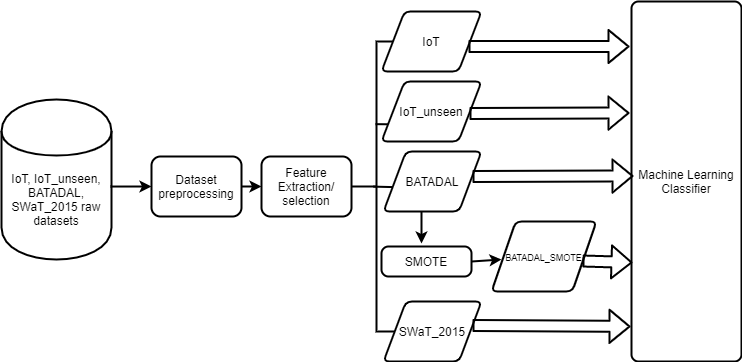 IoT, IoT_unseen,
BATADAL,
SWaT_2015 raw
datasets
Dataset
preprocessing
Feature
Extraction/
selection
IoT
IoT_unseen
BATADAL
SMOTE
BATADAL_SMOTE
SWaT_2015
Machine Learning
Classifier